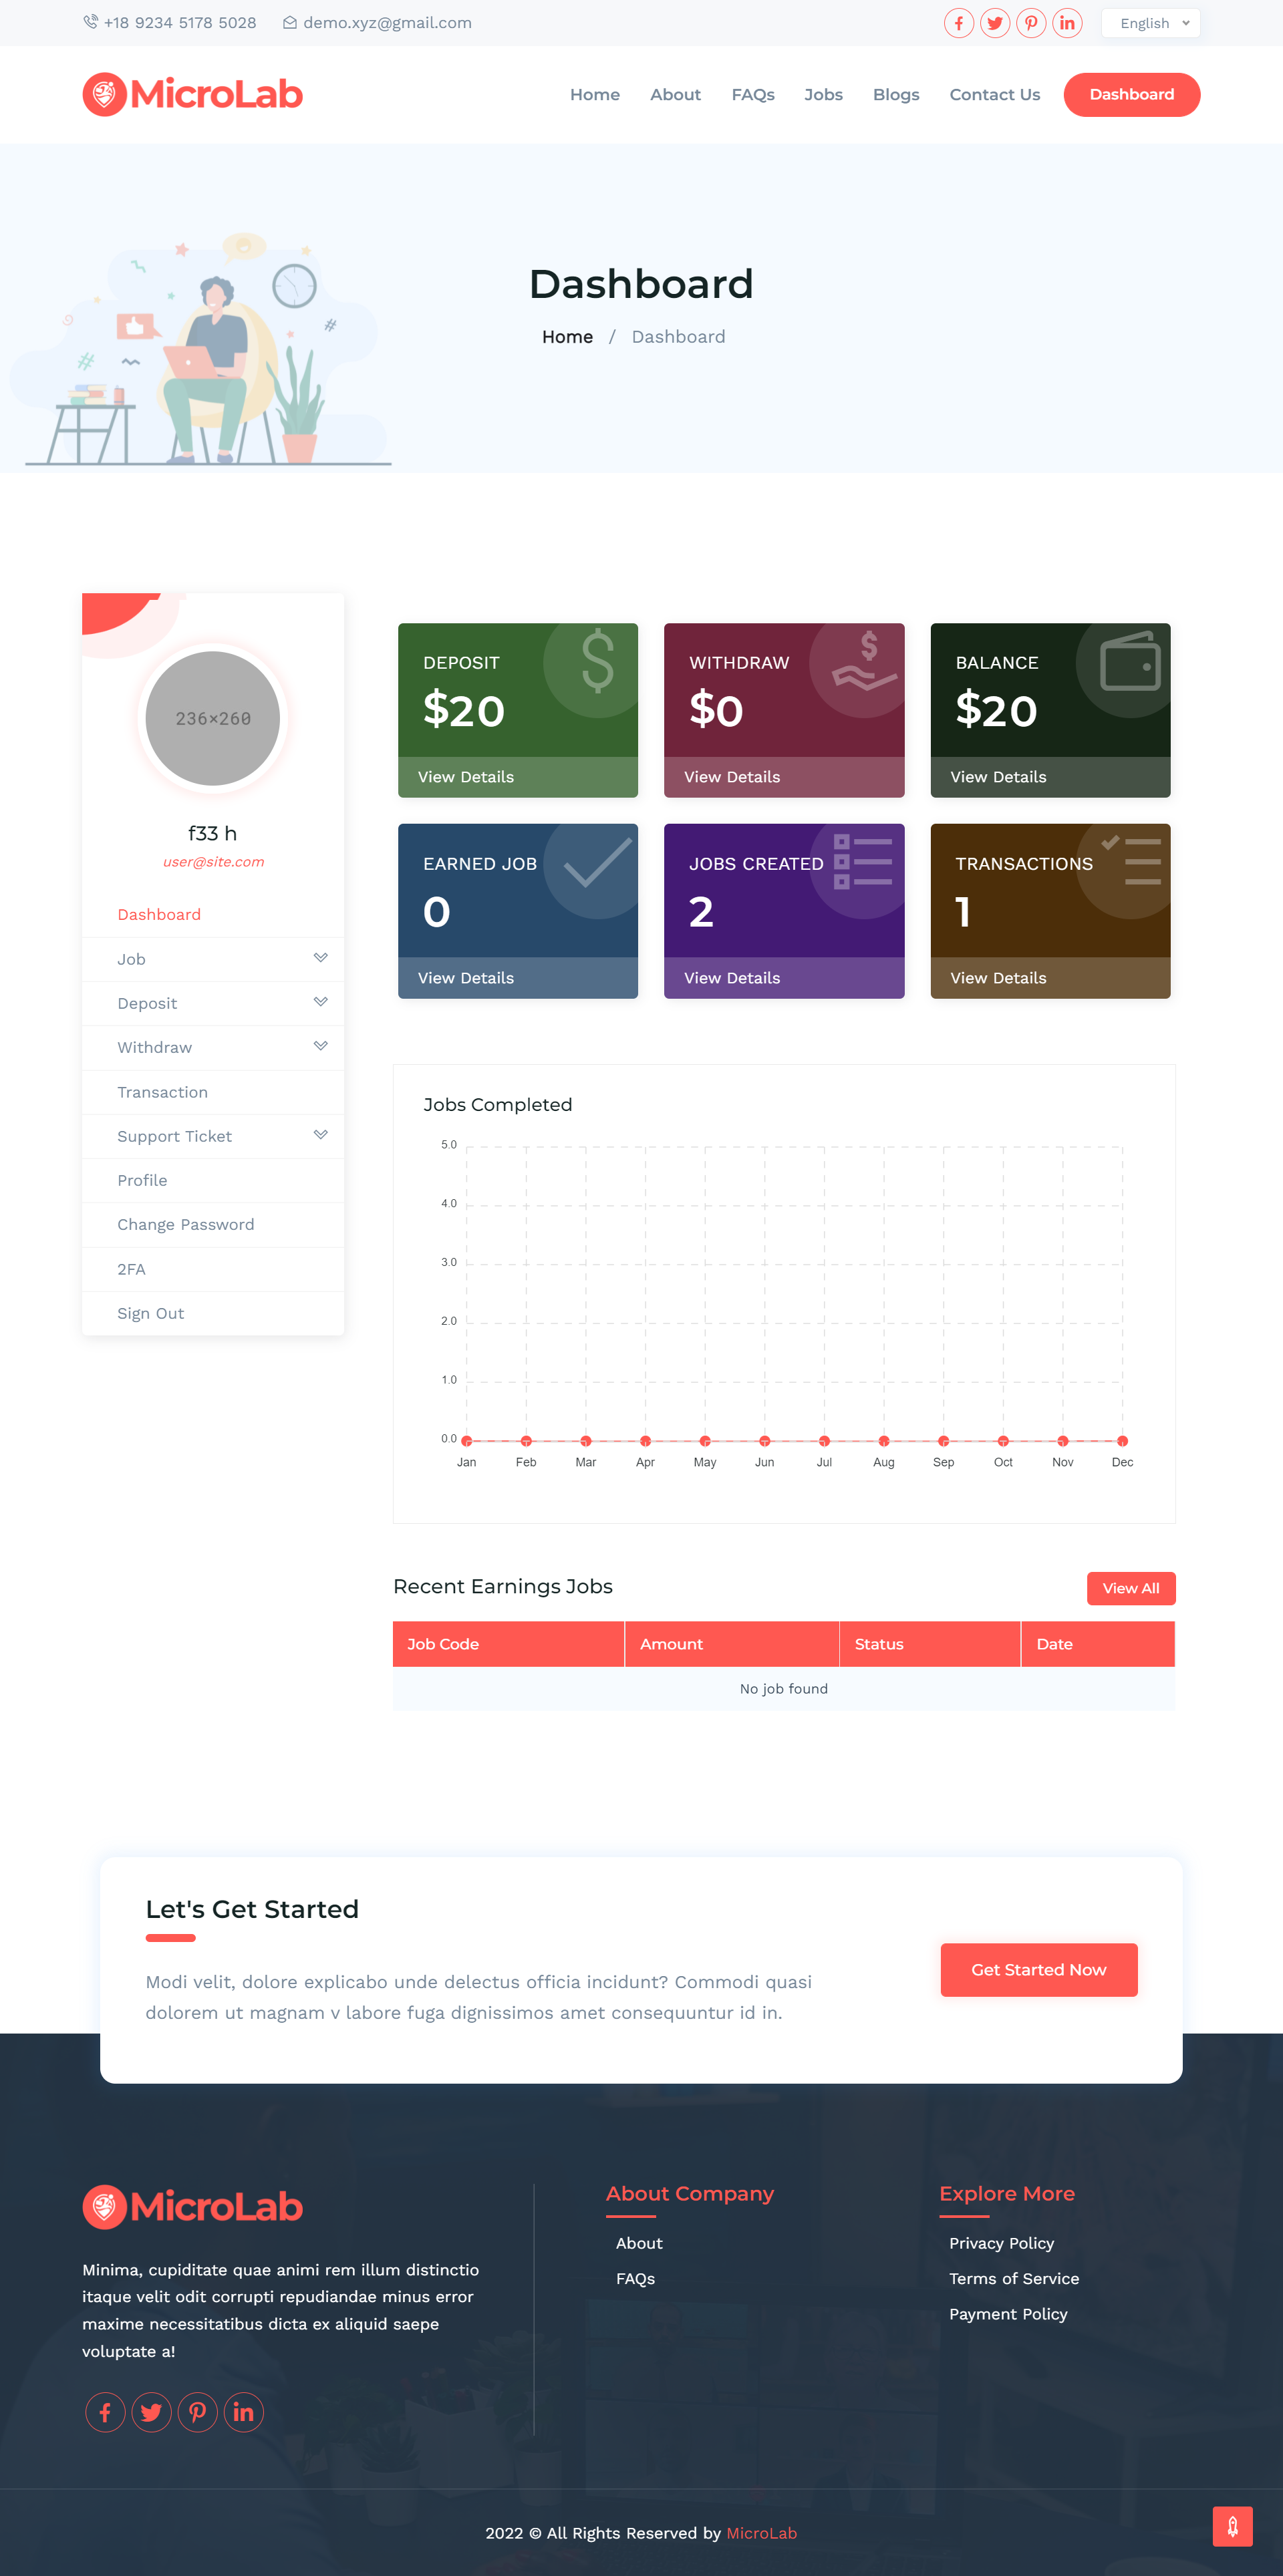 +18 9234 5178 5028 demo.xyz@gmail.com English
MicroLab Home About FAQs Jobs Blogs Contact Us Dashboard
Dashboard
Home / Dashboard
236×260
f33 h
user@site.com
Dashboard
Job
Deposit
Withdraw
Transaction
Support Ticket
Profile
Change Password
2FA
Sign Out
DEPOSIT
$20
View Details
WITHDRAW
$0
View Details
BALANCE
$20
View Details
EARNED JOB
0
View Details
JOBS CREATED
2
View Details
TRANSACTIONS
1
View Details
Jobs Completed
5.0
4.0
3.0
2.0
1.0
0.0
Jan Feb Mar Apr May Jun Jul Aug Sep Oct Nov Dec
Recent Earnings Jobs View All
Job Code Amount Status Date
No job found
Let's Get Started
Modi velit, dolore explicabo unde delectus officia incidunt? Commodi quasi
dolorem ut magnam v labore fuga dignissimos amet consequuntur id in.
Get Started Now
MicroLab
Minima, cupiditate quae animi rem illum distinctio
itaque velit odit corrupti repudiandae minus error
maxime necessitatibus dicta ex aliquid saepe
voluptate a!
About Company
About
FAQs
Explore More
Privacy Policy
Terms of Service
Payment Policy
2022 © All Rights Reserved by MicroLab